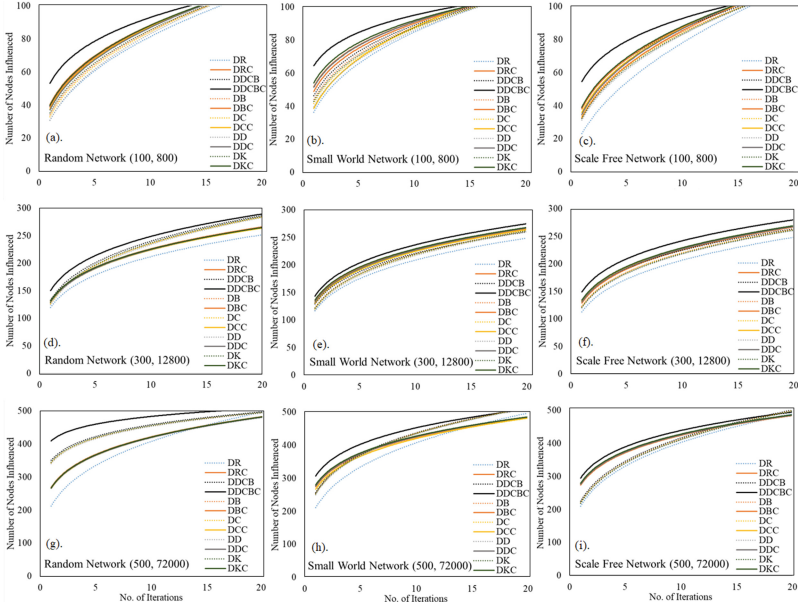 Number of Nodes Influenced
100
80
60
40
20
0
DR
DRC
DDCB
DDCBC
DB
DBC
DC
DCC
DD
DDC
DK
DKC
(a).
Random Network (100, 800)
0 5 10 15 20
Number of Nodes Influenced
100
80
60
40
20
0
DR
DRC
DDCB
DDCBC
DB
DBC
DC
DCC
DD
DDC
DK
DKC
(b).
Small World Network (100, 800)
0 5 10 15 20
Number of Nodes Influenced
100
80
60
40
20
0
DR
DRC
DDCB
DDCBC
DB
DBC
DC
DCC
DD
DDC
DK
DKC
(c).
Scale Free Network (100, 800)
0 5 10 15 20
Number of Nodes Influenced
300
250
200
150
100
50
0
DR
DRC
DDCB
DDCBC
DB
DBC
DC
DCC
DD
DDC
DK
DKC
(d).
Random Network (300, 12800)
0 5 10 15 20
Number of Nodes Influenced
300
250
200
150
100
50
0
DR
DRC
DDCB
DDCBC
DB
DBC
DC
DCC
DD
DDC
DK
DKC
(e).
Small World Network (300, 12800)
0 5 10 15 20
Number of Nodes Influenced
300
250
200
150
100
50
0
DR
DRC
DDCB
DDCBC
DB
DBC
DC
DCC
DD
DDC
DK
DKC
(f).
Scale Free Network (300, 12800)
0 5 10 15 20
Number of Nodes Influenced
500
400
300
200
100
0
DR
DRC
DDCB
DDCBC
DB
DBC
DC
DCC
DD
DDC
DK
DKC
(g).
Random Network (500, 72000)
0 5 10 15 20
No. of Iterations
Number of Nodes Influenced
500
400
300
200
100
0
DR
DRC
DDCB
DDCBC
DB
DBC
DC
DCC
DD
DDC
DK
DKC
(h).
Small World Network (500, 72000)
0 5 10 15 20
No. of Iterations
Number of Nodes Influenced
500
400
300
200
100
0
DR
DRC
DDCB
DDCBC
DB
DBC
DC
DCC
DD
DDC
DK
DKC
(i).
Scale Free Network (500, 72000)
0 5 10 15 20
No. of Iterations